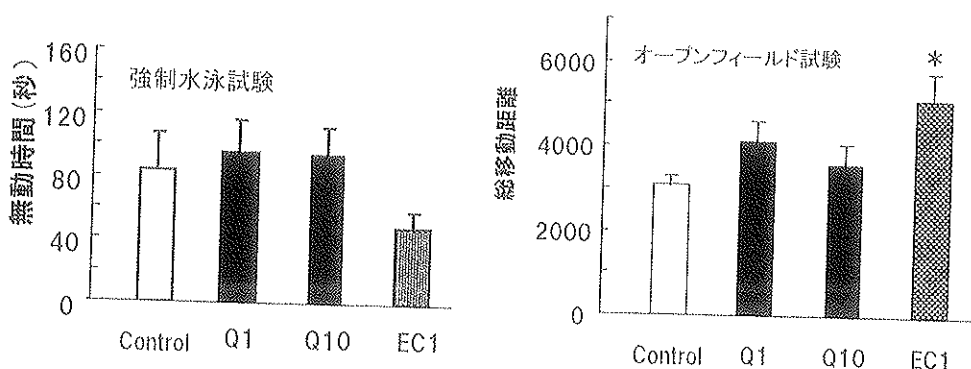 強制水泳試験
無動時間(秒)
160
120
80
40
0
Control Q1 Q10 EC1
オープンフィールド試験
*
総移動距離
6000
4000
2000
0
Control Q1 Q10 EC1